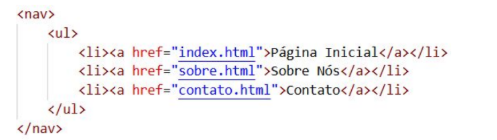 <nav>
<ul>
<li><a href="index.html">Página Inicial</a></li>
<li><a href="sobre.html">Sobre Nós</a></li>
<li><a href="contato.html">Contato</a></li>
</ul>
</nav>